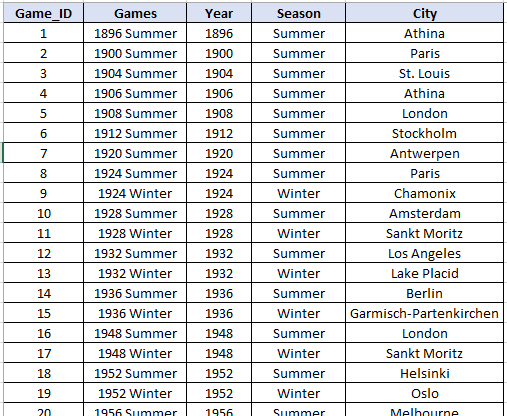 Game_ID Games Year Season City
1 1896 Summer 1896 Summer Athina
2 1900 Summer 1900 Summer Paris
3 1904 Summer 1904 Summer St. Louis
4 1906 Summer 1906 Summer Athina
5 1908 Summer 1908 Summer London
6 1912 Summer 1912 Summer Stockholm
7 1920 Summer 1920 Summer Antwerpen
8 1924 Summer 1924 Summer Paris
9 1924 Winter 1924 Winter Chamonix
10 1928 Summer 1928 Summer Amsterdam
11 1928 Winter 1928 Winter Sankt Moritz
12 1932 Summer 1932 Summer Los Angeles
13 1932 Winter 1932 Winter Lake Placid
14 1936 Summer 1936 Summer Berlin
15 1936 Winter 1936 Winter Garmisch-Partenkirchen
16 1948 Summer 1948 Summer London
17 1948 Winter 1948 Winter Sankt Moritz
18 1952 Summer 1952 Summer Helsinki
19 1952 Winter 1952 Winter Oslo
20 1956 Summer 1956 Summer Melbourne